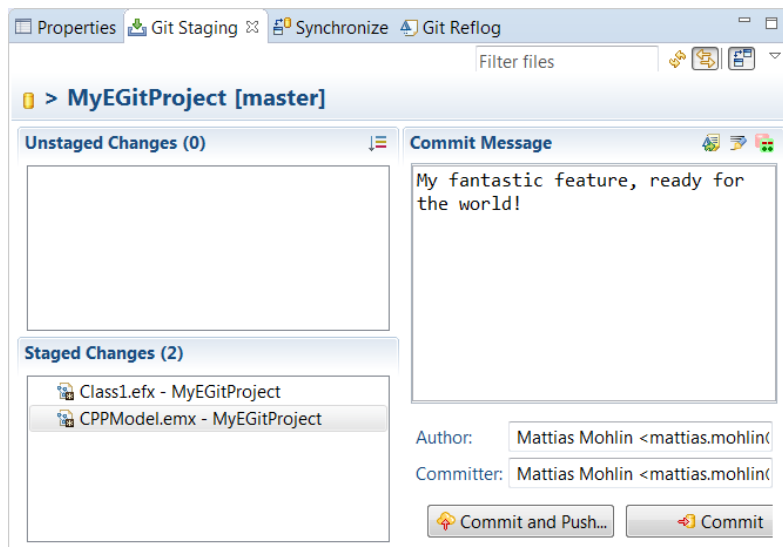 Properties Git Staging Synchronize Git Reflog
Filter files
> MyEGitProject [master]
Unstaged Changes (0)
Commit Message
My fantastic feature, ready for
the world!
Staged Changes (2)
Class1.efx - MyEGitProject
CPPModel.emx - MyEGitProject
Author: Mattias Mohlin <mattias.mohlin(
Committer: Mattias Mohlin <mattias.mohlin(
Commit and Push... Commit